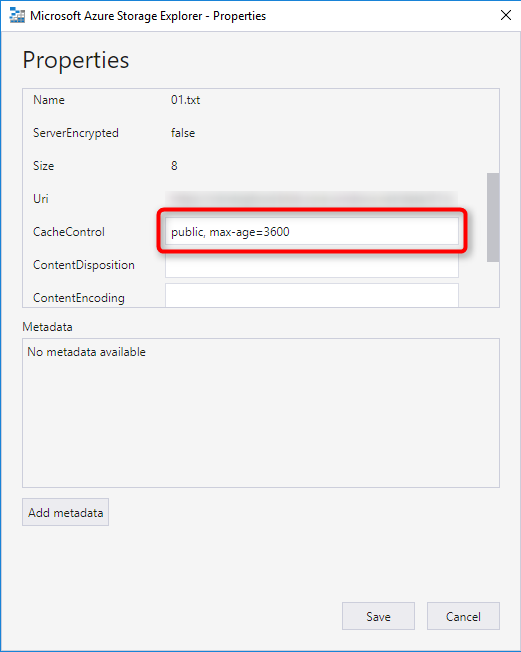 Microsoft Azure Storage Explorer - Properties
Properties
Name 01.txt
ServerEncrypted false
Size 8
Uri
CacheControl public, max-age=3600
ContentDisposition
ContentEncoding
Metadata
No metadata available
Add metadata
Save Cancel